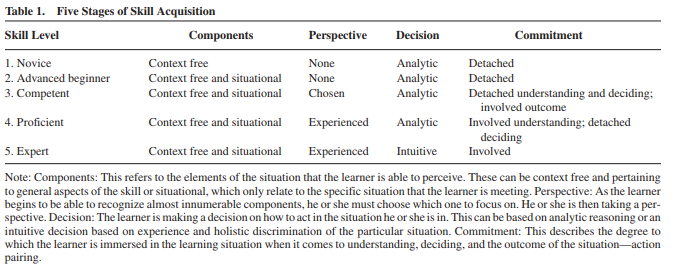 Table 1. Five Stages of Skill Acquisition
Skill Level Components Perspective Decision Commitment
1. Novice Context free None Analytic Detached
2. Advanced beginner Context free and situational None Analytic Detached
3. Competent Context free and situational Chosen Analytic Detached understanding and deciding;
involved outcome
4. Proficient Context free and situational Experienced Analytic Involved understanding; detached
deciding
5. Expert Context free and situational Experienced Intuitive Involved
Note: Components: This refers to the elements of the situation that the learner is able to perceive. These can be context free and pertaining
to general aspects of the skill or situational, which only relate to the specific situation that the learner is meeting. Perspective: As the learner
begins to be able to recognize almost innumerable components, he or she must choose which one to focus on. He or she is then taking a per-
spective. Decision: The learner is making a decision on how to act in the situation he or she is in. This can be based on analytic reasoning or an
intuitive decision based on experience and holistic discrimination of the particular situation. Commitment: This describes the degree to
which the learner is immersed in the learning situation when it comes to understanding, deciding, and the outcome of the situation—action
pairing.